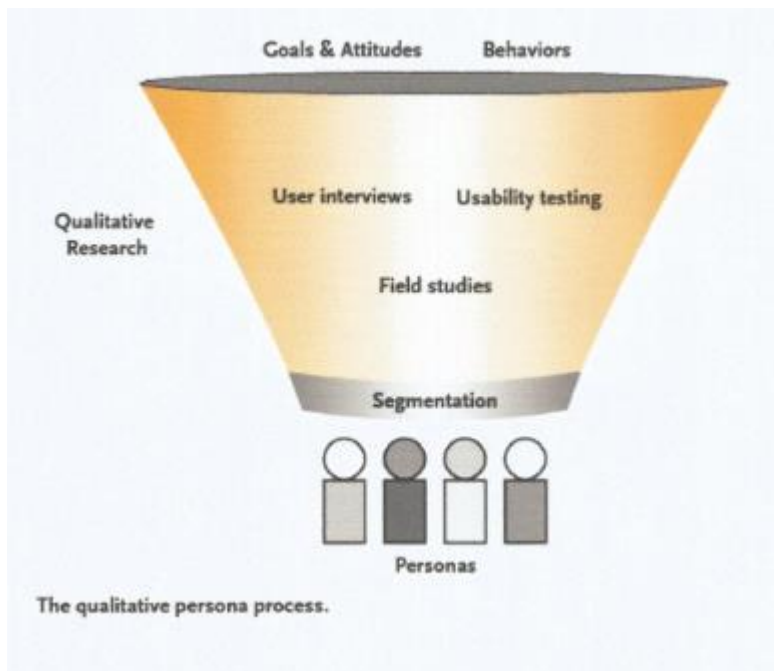 Goals & Attitudes Behaviors
User interviews Usability testing
Qualitative
Research
Field studies
Segmentation
Personas
The qualitative persona process.